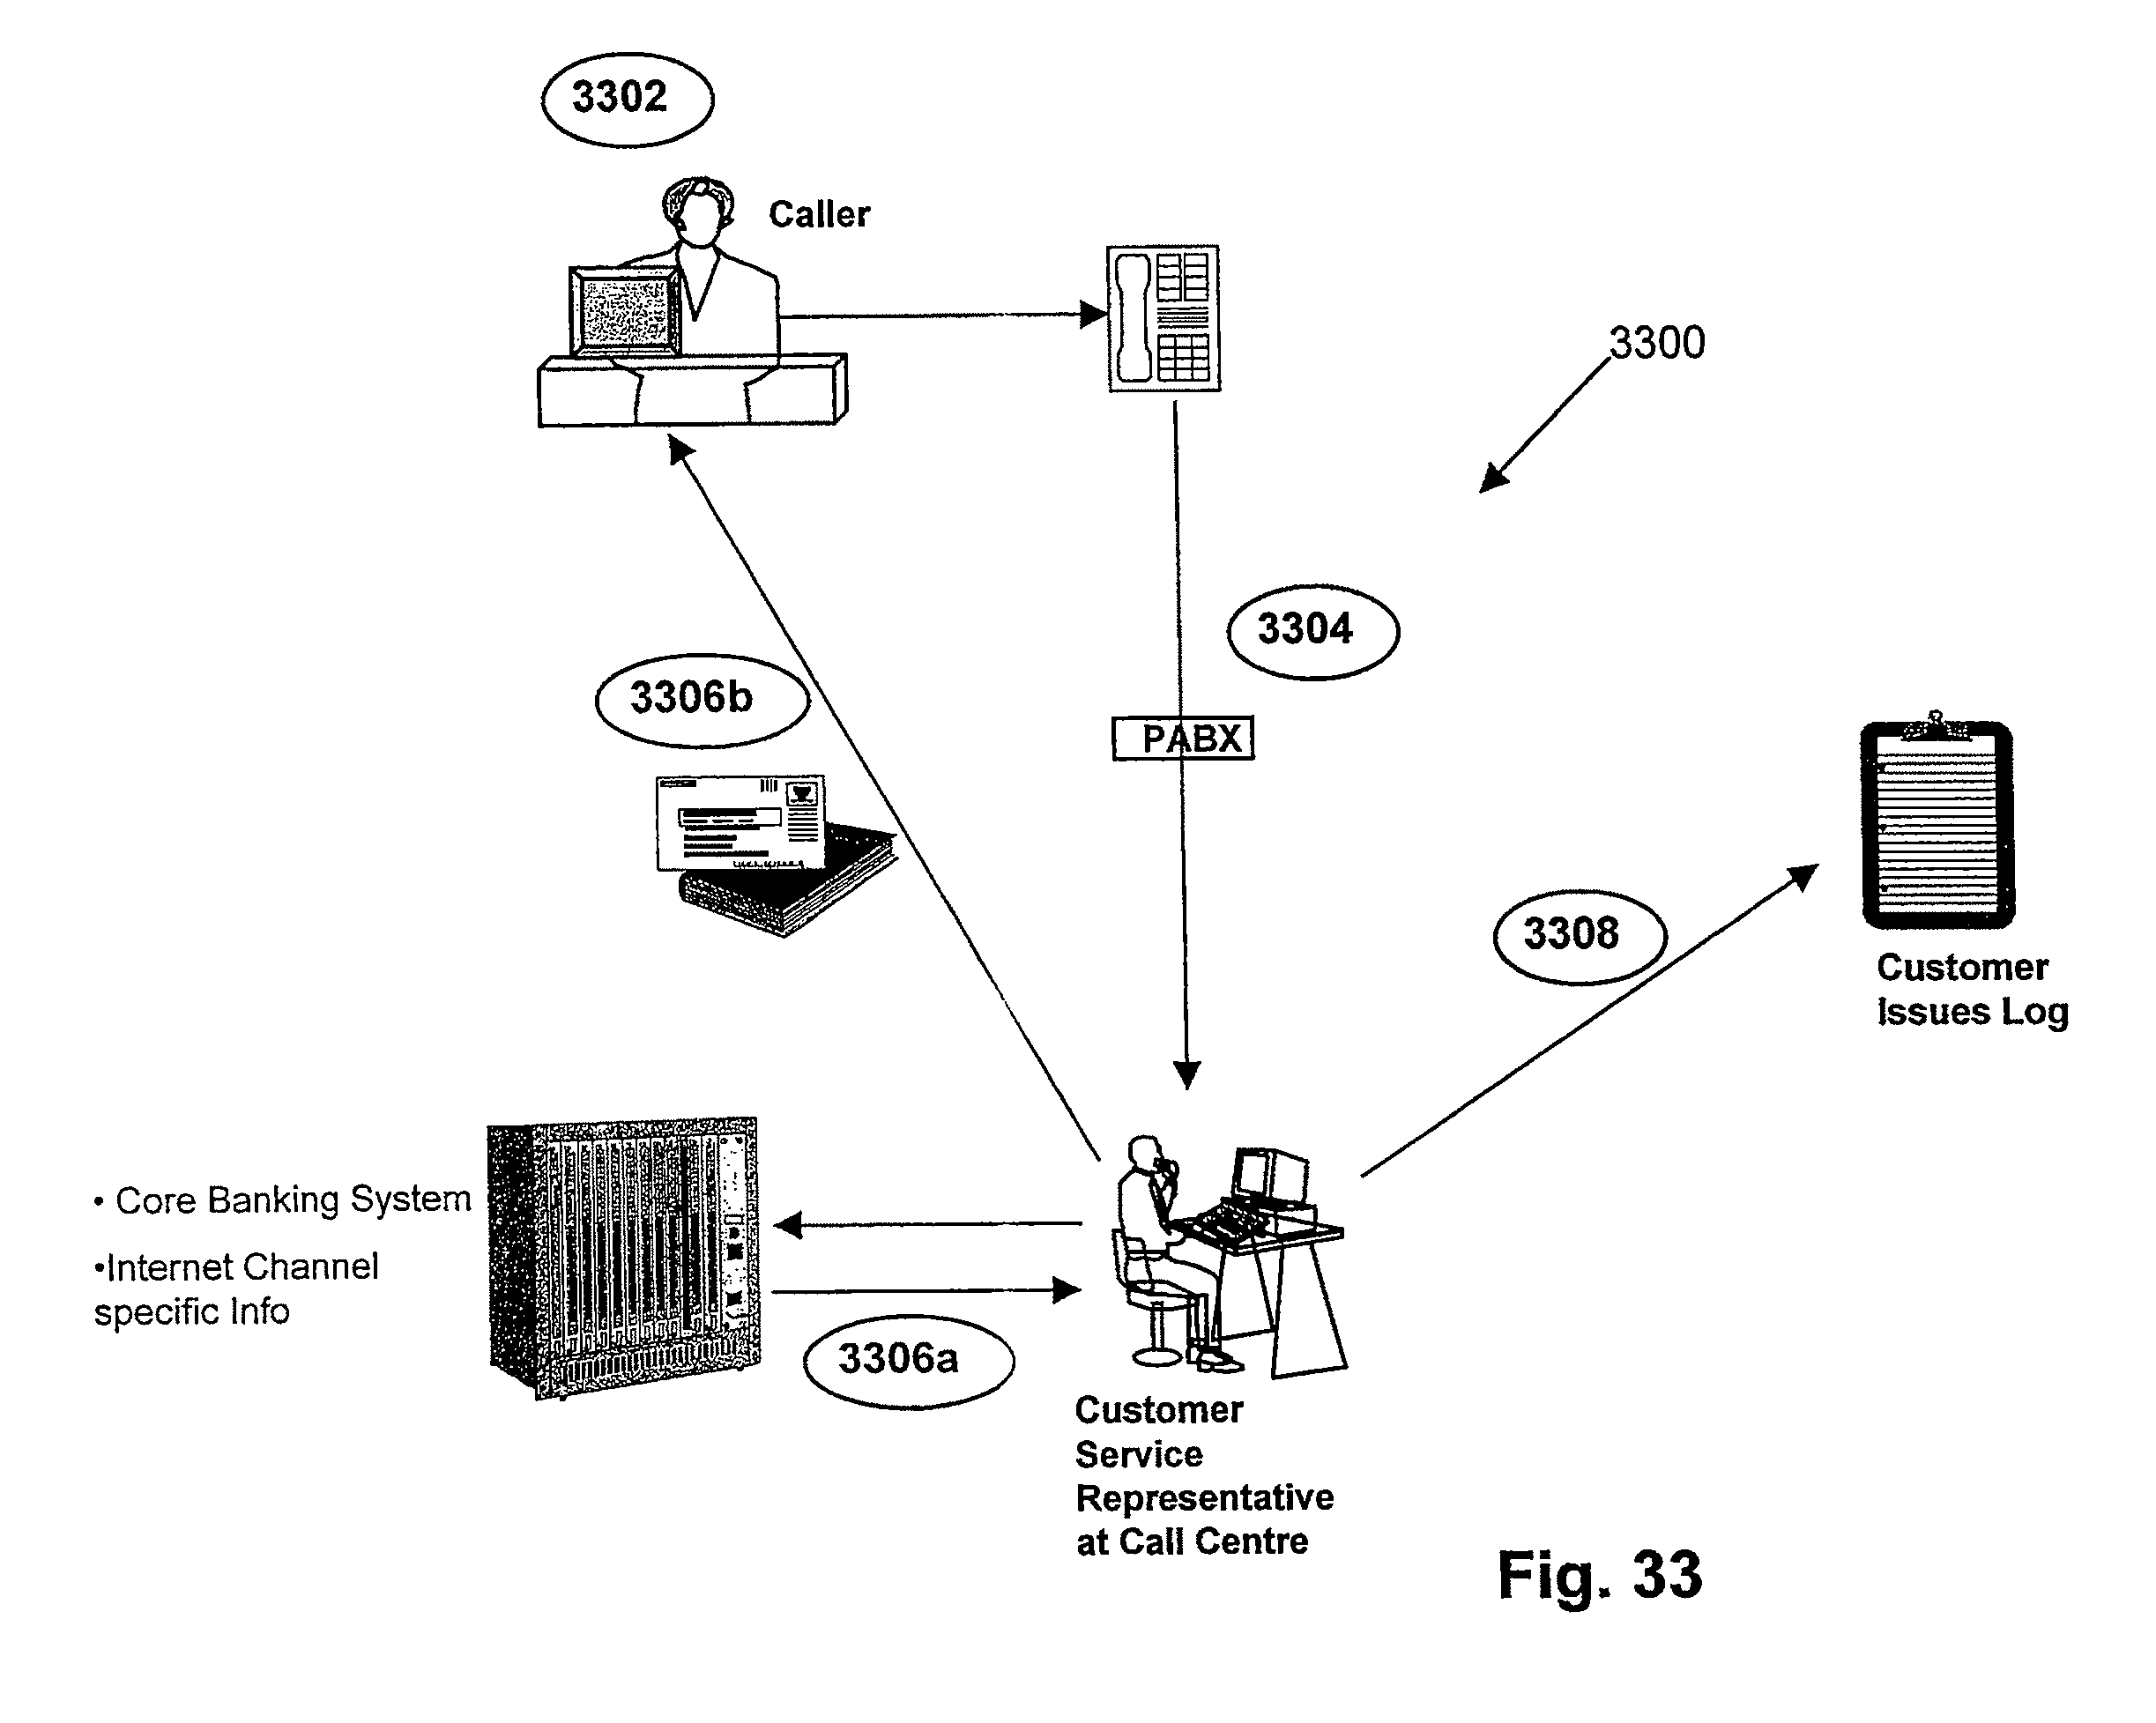 3302
Caller
3300
3304
3306b
PABX
3308
Customer
Issues Log
• Core Banking System
•Internet Channel
specific Info
3306a
Customer
Service
Representative
at Call Centre
Fig. 33